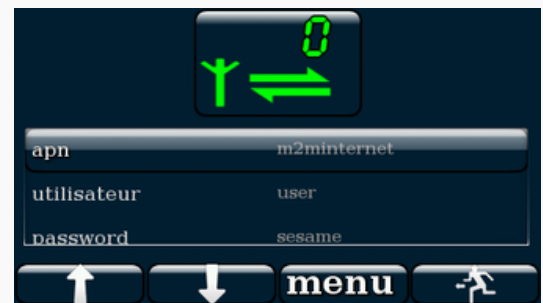 0
apn m2minternet
utilisateur user
password sesame
menu